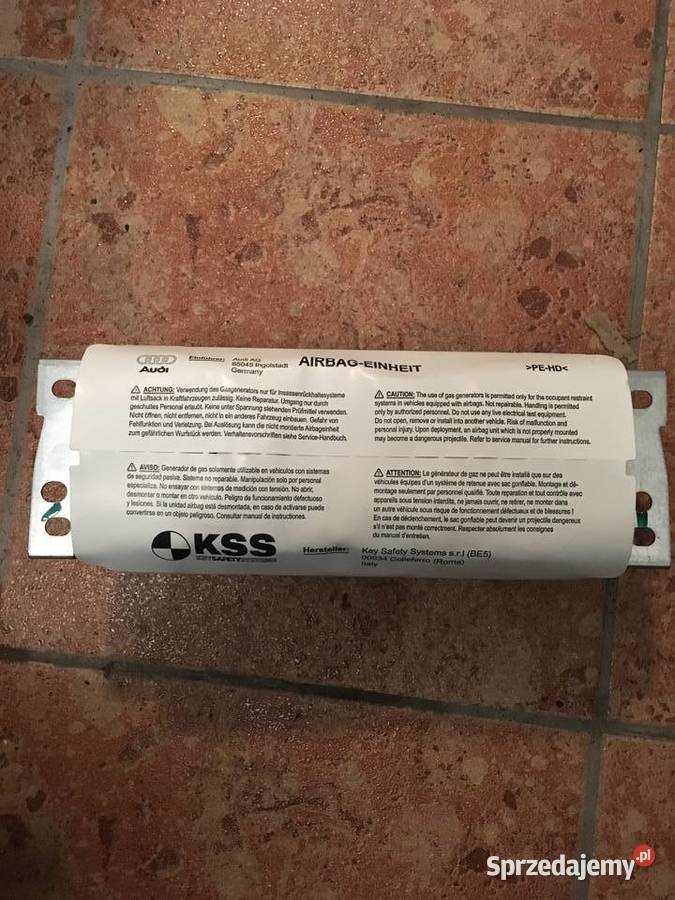 Audi
Einführer: Audi AG
85045 Ingolstadt
Germany
AIRBAG-EINHEIT
>PE-HD<
ACHTUNG: Verwendung des Gasgenerators nur für Insassenrückhaltesysteme
mit Luftsack in Kraftfahrzeugen zulässig. Keine Reparatur. Umgang nur durch
geschultes Personal erlaubt. Keine unter Spannung stehenden Prüfmittel verwenden.
Nicht öffnen, nicht entfernen, nicht in ein anderes Fahrzeug einbauen. Gefahr von
Fehlfunktion und Verletzung. Bei Auslösung kann die nicht montierte Airbageinheit
zum gefährlichen Wurfstück werden. Verhaltensvorschriften siehe Service-Handbuch.
CAUTION: The use of gas generators is permitted only for the occupant restraint
systems in vehicles equipped with airbags. Not repairable. Handling is permitted
only by authorized personnel. Do not use any live electrical test equipment.
Do not open, remove or install into another vehicle. Risk of malfunction and
personal injury. Upon deployment, an airbag unit which is not properly mounted
may become a dangerous projectile. Refer to service manual for further instructions.
AVISO: Generador de gas solamente utilizable en vehículos con sistemas
de seguridad pasiva. Sistema no reparable. Manipulación solo por personal
especializa. No ensayar con sistemas de medición con tensión. No abrir,
desmontar o montar en otro vehículo. Peligro de funcionamiento defectuoso
y lesiones. Si la unidad airbag está desmontada, en caso de activarse puede
convertirse en un objeto peligroso. Consultar manual de instrucciones.
ATTENTION: Le générateur de gaz ne peut être installé que sur des
véhicules équipés d'un système de retenue avec sac gonflable. Montage et dé-
montage seulement par personnel qualifié. Toute réparation et tout contrôle avec
appareils sous tension interdits, ne jamais ouvrir, ne retirer, ne monter dans
un autre véhicule sous risque de fonctionnement défectueux et de blessures !
En cas de déclenchement, le sac gonflable peut devenir un projectile dangereux
s'il n'est pas monté correctement. Respecter absolument les consignes
du manuel d'entretien.
KSS
KEY SAFETY SYSTEMS
Hersteller: Key Safety Systems s.r.l (BE5)
00034 Colleferro (Rome)
Italy
Sprzedajemy.pl